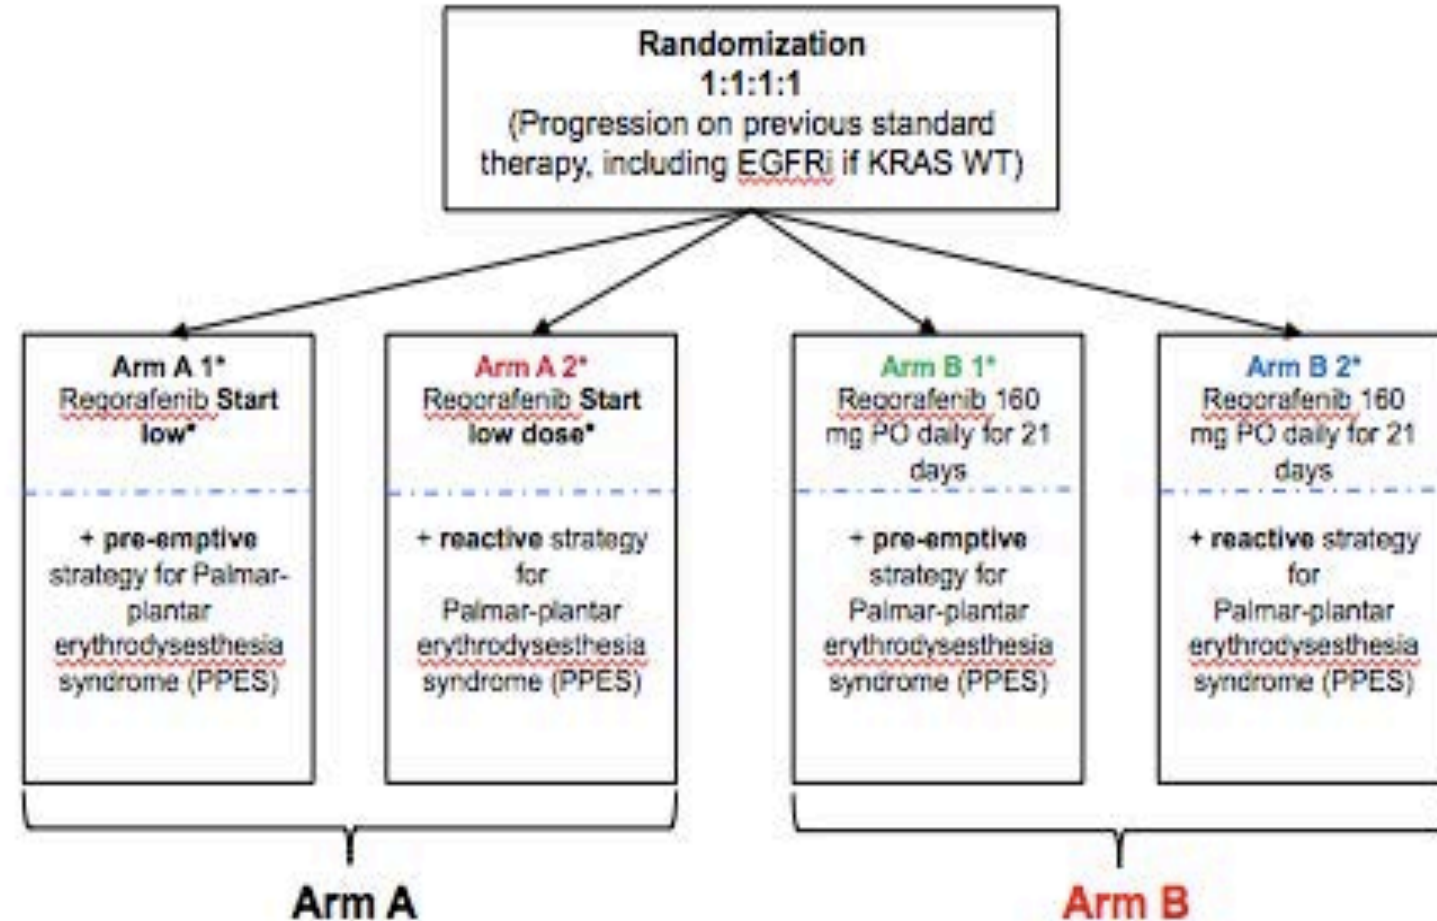 Randomization
1:1:1:1
(Progression on previous standard
therapy, including EGFRi if KRAS WT)
Arm A 1*
Regorafenib Start
low*
+ pre-emptive
strategy for Palmar-
plantar
erythrodysesthesia
syndrome (PPES)
Arm A 2*
Regorafenib Start
low dose*
+ reactive strategy
for
Palmar-plantar
erythrodysesthesia
syndrome (PPES)
Arm B 1*
Regorafenib 160
mg PO daily for 21
days
+ pre-emptive
strategy for
Palmar-plantar
erythrodysesthesia
syndrome (PPES)
Arm B 2*
Regorafenib 160
mg PO daily for 21
days
+ reactive strategy
for
Palmar-plantar
erythrodysesthesia
syndrome (PPES)
Arm A
Arm B